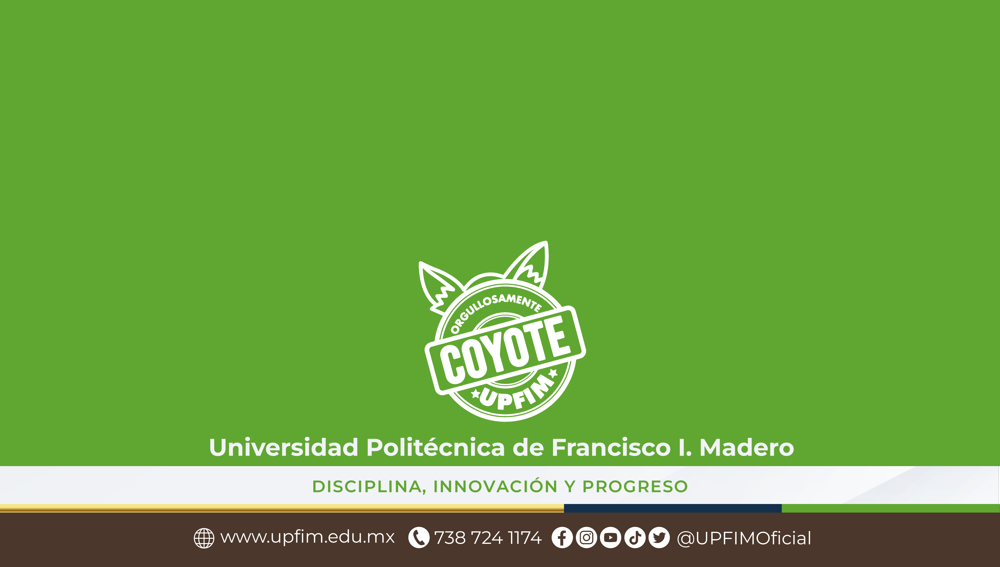 ORGULLOSAMENTE
COYOTE
UPFIM
Universidad Politécnica de Francisco I. Madero
DISCIPLINA, INNOVACIÓN Y PROGRESO
www.upfim.edu.mx 738 724 1174 @UPFIMOficial